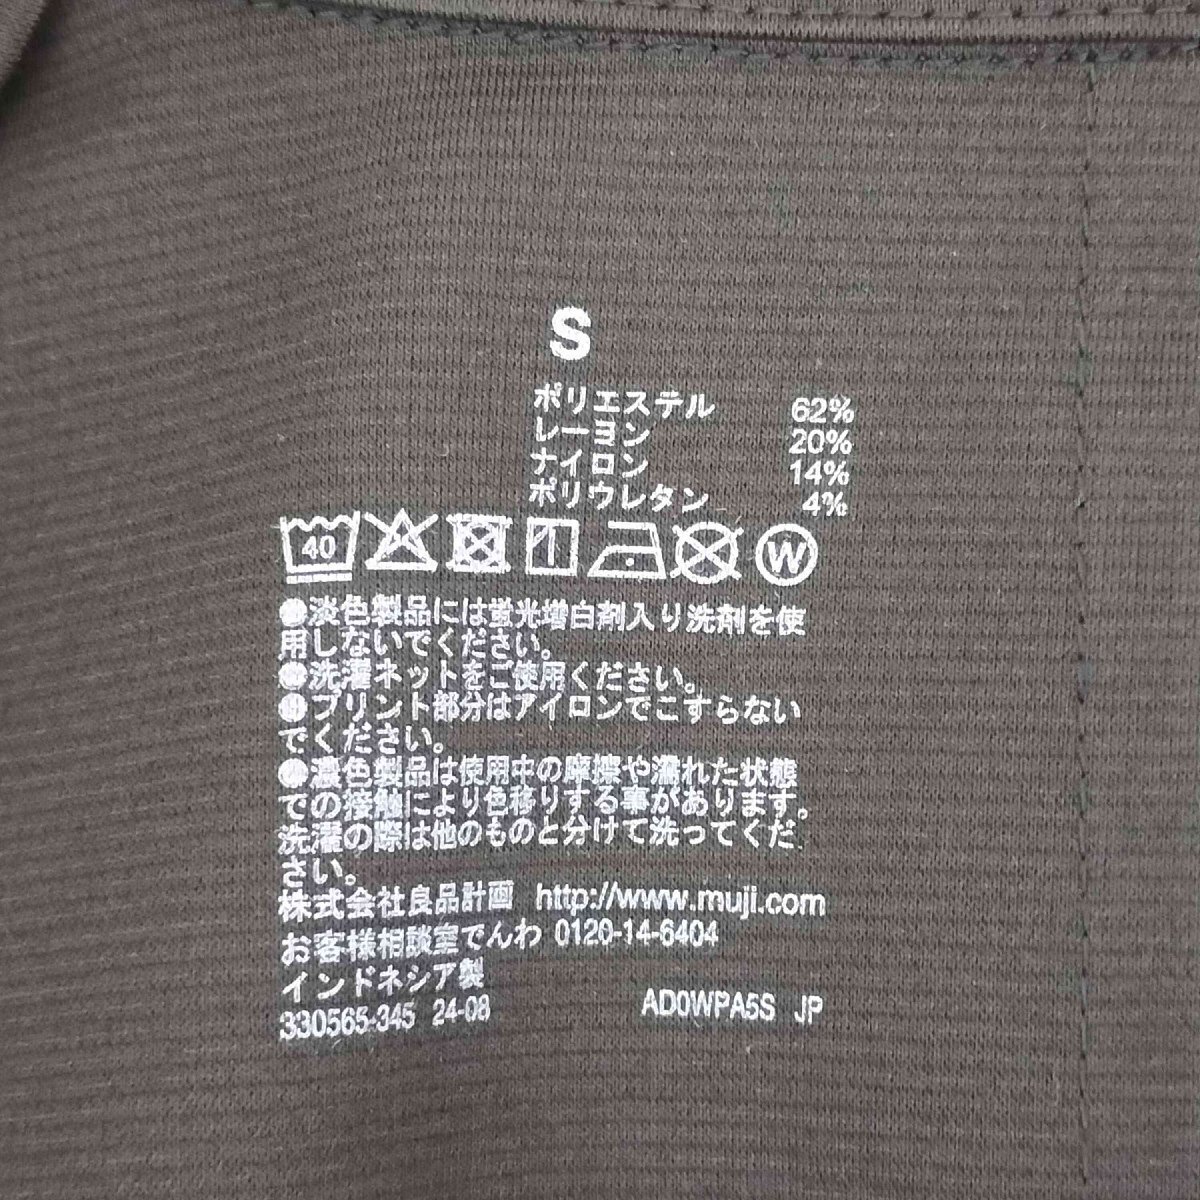 S
ポリエステル 62%
レーヨン 20%
ナイロン 14%
ポリウレタン 4%
40 W
●淡色製品には蛍光増白剤入り洗剤を使
用しないでください。
●洗濯ネットをご使用ください。
●プリント部分はアイロンでこすらない
でください。
●濃色製品は使用中の摩擦や濡れた状態
での接触により色移りする事があります。
洗濯の際は他のものと分けて洗ってくだ
さい。
株式会社良品計画 http://www.muji.com
お客様相談室でんわ 0120-14-6404
インドネシア製
330565-345 24-08 AD0WPA5S JP